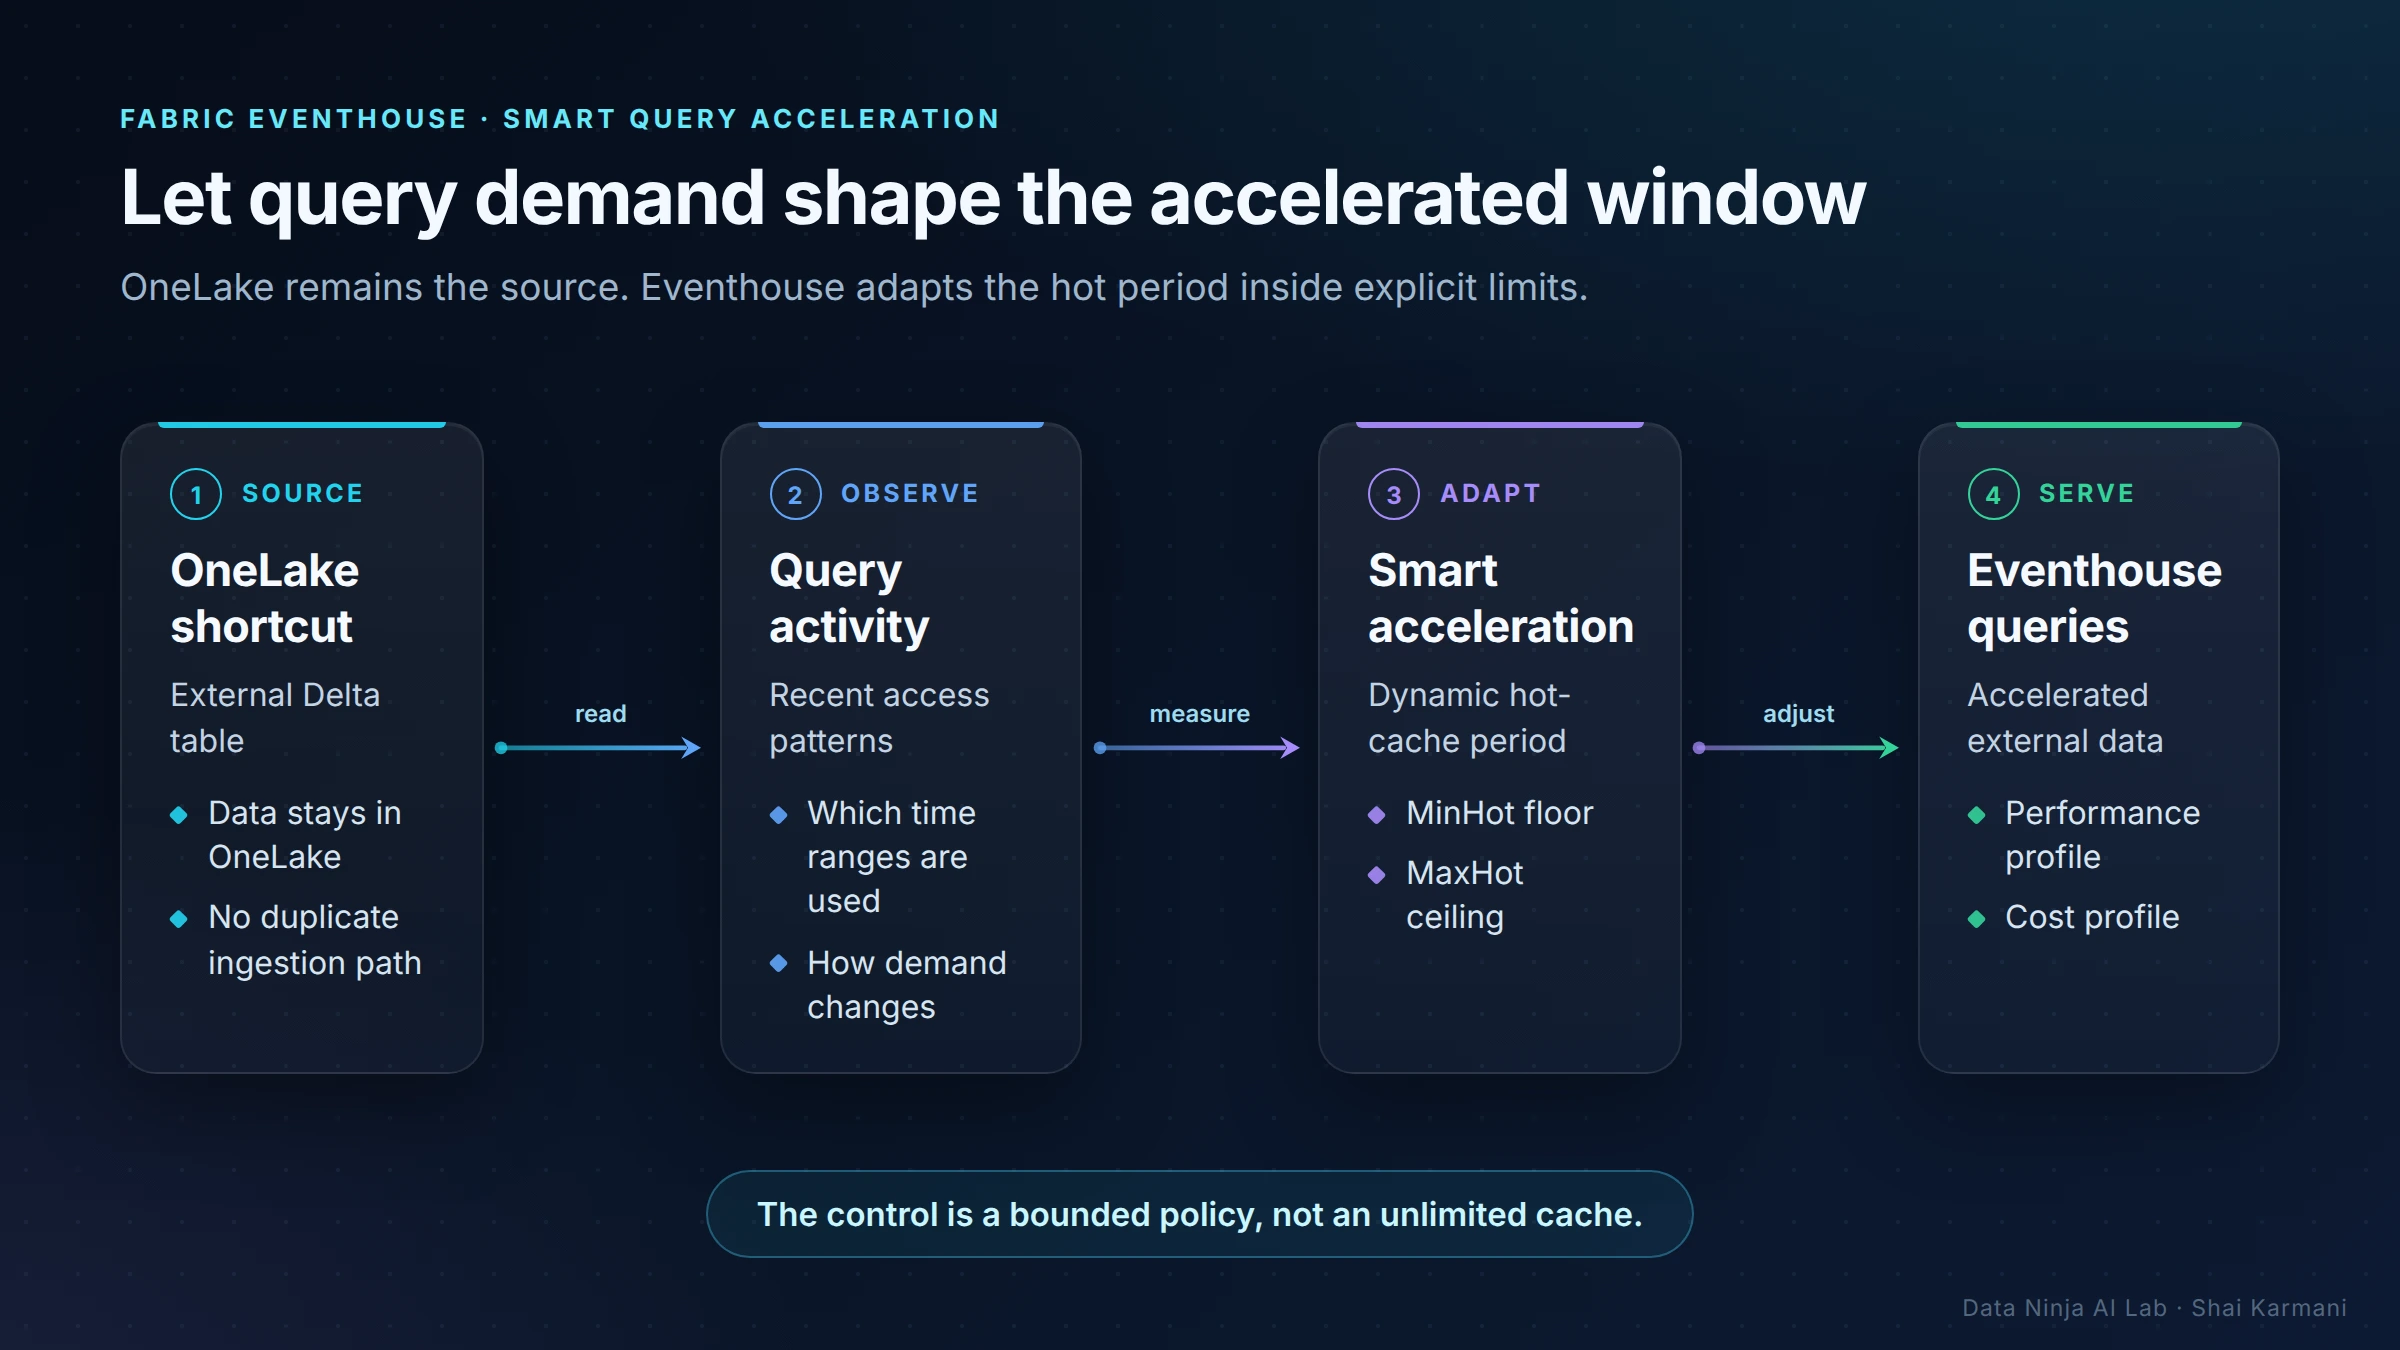 FABRIC EVENTHOUSE · SMART QUERY ACCELERATION
Let query demand shape the accelerated window
OneLake remains the source. Eventhouse adapts the hot period inside explicit limits.
1 SOURCE
OneLake
shortcut
External Delta
table
Data stays in
OneLake
No duplicate
ingestion path
read
2 OBSERVE
Query
activity
Recent access
patterns
Which time
ranges are
used
How demand
changes
measure
3 ADAPT
Smart
acceleration
Dynamic hot-
cache period
MinHot floor
MaxHot
ceiling
adjust
4 SERVE
Eventhouse
queries
Accelerated
external data
Performance
profile
Cost profile
The control is a bounded policy, not an unlimited cache.
Data Ninja AI Lab · Shai Karmani